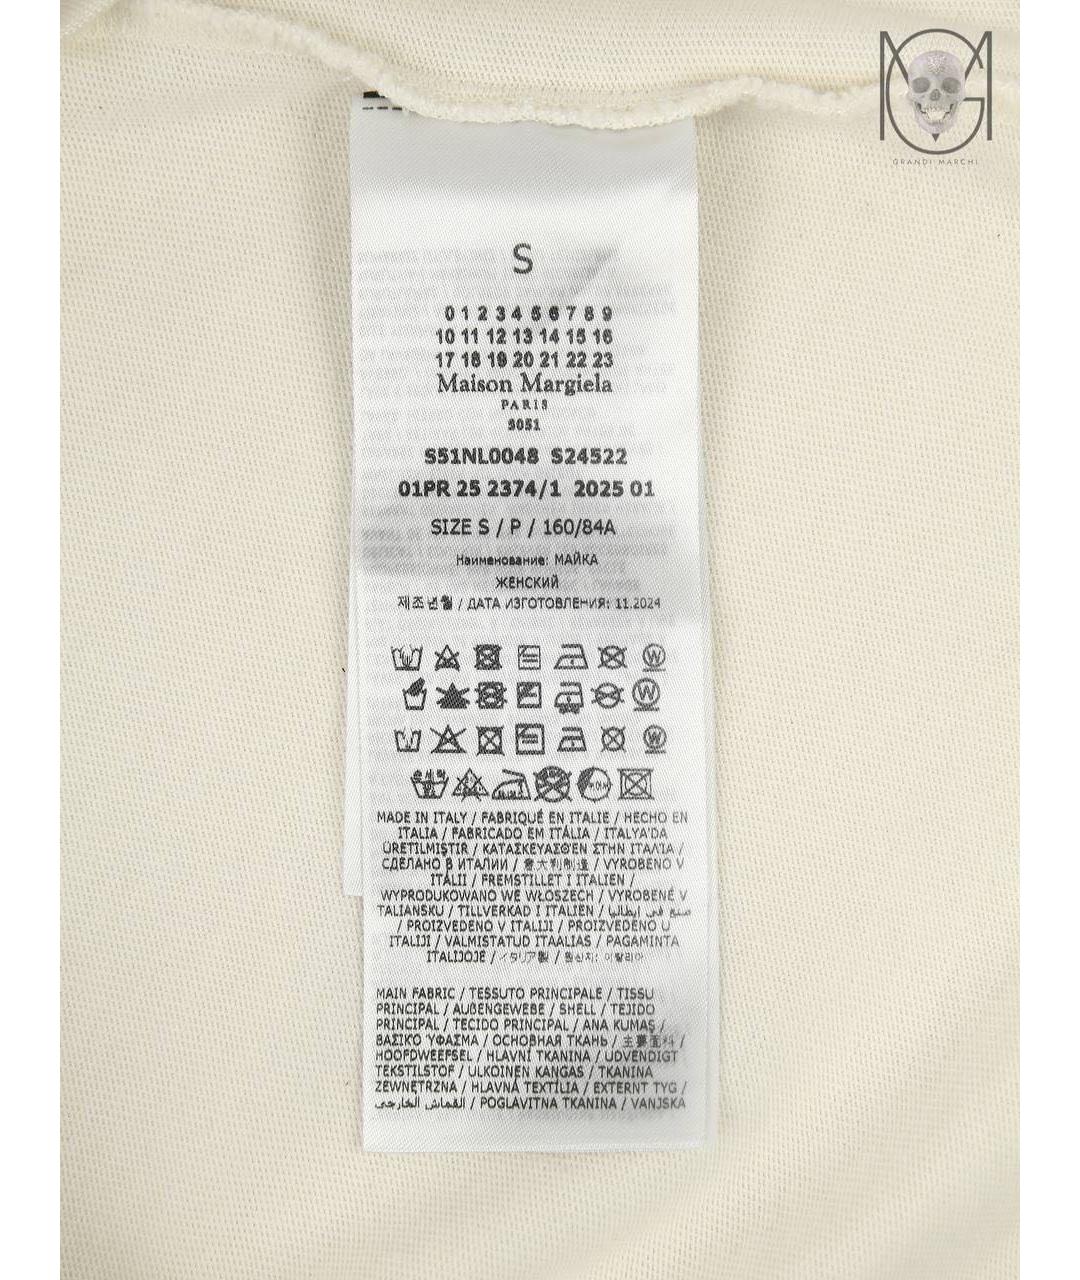 GRANDI MARCHI
S
0 1 2 3 4 5 6 7 8 9
10 11 12 13 14 15 16
17 18 19 20 21 22 23
Maison Margiela
PARIS
S051
S51NL0048 S24522
01PR 25 2374/1 2025 01
SIZE S / P / 160/84A
Наименование: МАЙКА
ЖЕНСКИЙ
제조년월 / ДАТА ИЗГОТОВЛЕНИЯ: 11.2024
MADE IN ITALY / FABRIQUÉ EN ITALIE / HECHO EN
ITALIA / FABRICADO EM ITÁLIA / ITALYA'DA
ÜRETİLMİŞTİR / ΚΑΤΑΣΚΕΥΑΣΘΕΝ ΣΤΗΝ ΙΤΑΛΊΑ /
СДЕЛАНО В ИТАЛИИ / 意大利制造 / VYROBENO V
ITÁLII / FREMSTILLET I ITALIEN /
WYPRODUKOWANO WE WŁOSZECH / VYROBENÉ V
TALIANSKU / TILLVERKAD I ITALIEN / صنع في إيطاليا
/ PROIZVEDENO V ITALIJI / PROIZVEDENO U
ITALIJI / VALMISTATUD ITAALIAS / PAGAMINTA
ITALIJOJE / イタリア製 / 원산지: 이탈리아
MAIN FABRIC / TESSUTO PRINCIPALE / TISSU
PRINCIPAL / AUßENGEWEBE / SHELL / TEJIDO
PRINCIPAL / TECIDO PRINCIPAL / ANA KUMAŞ /
ΒΑΣΙΚΌ ΎΦΑΣΜΑ / ОСНОВНАЯ ТКАНЬ / 主要面料 /
HOOFDWEEFSEL / HLAVNÍ TKANINA / UDVENDIGT
TEKSTILSTOF / ULKOINEN KANGAS / TKANINA
ZEWNĘTRZNA / HLAVNÁ TEXTÍLIA / EXTERNT TYG /
القماش الخارجي / POGLAVITNA TKANINA / VANJSKA